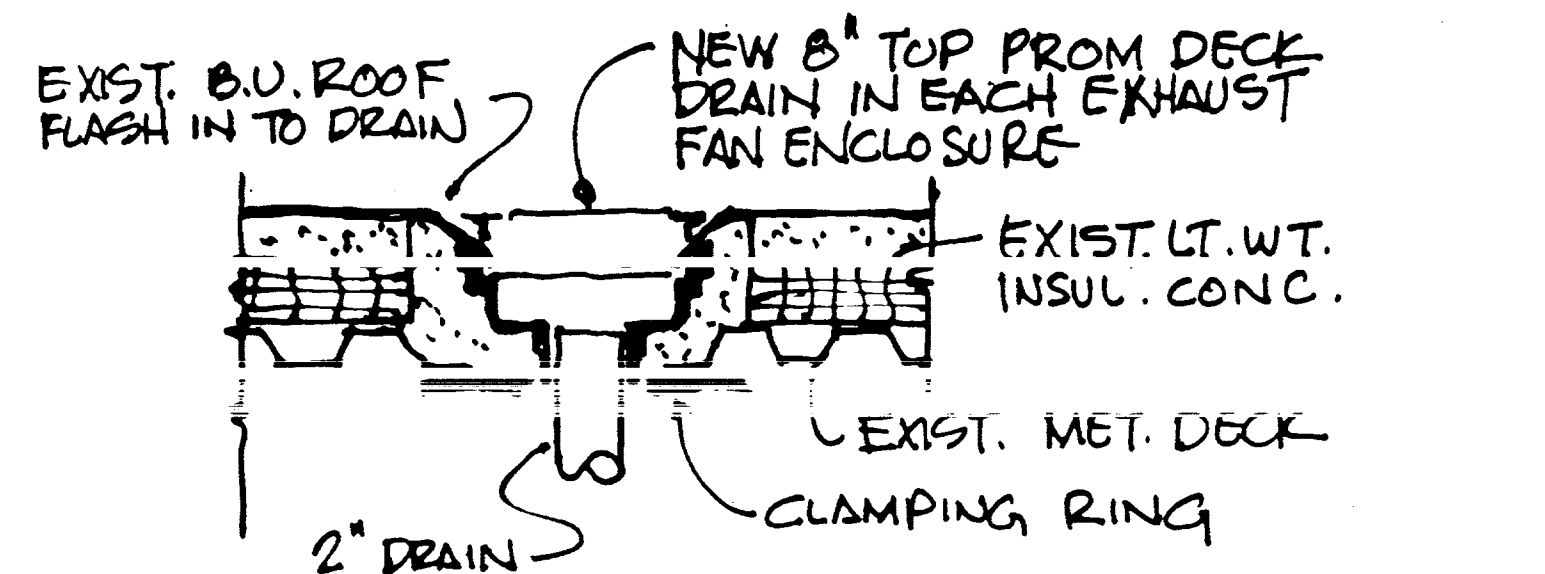 EXIST. B.U. ROOF
FLASH IN TO DRAIN
NEW 8" TOP PROM DECK
DRAIN IN EACH EXHAUST
FAN ENCLOSURE
EXIST. LT. WT.
INSUL. CONC.
EXIST. MET. DECK
CLAMPING RING
2" DRAIN